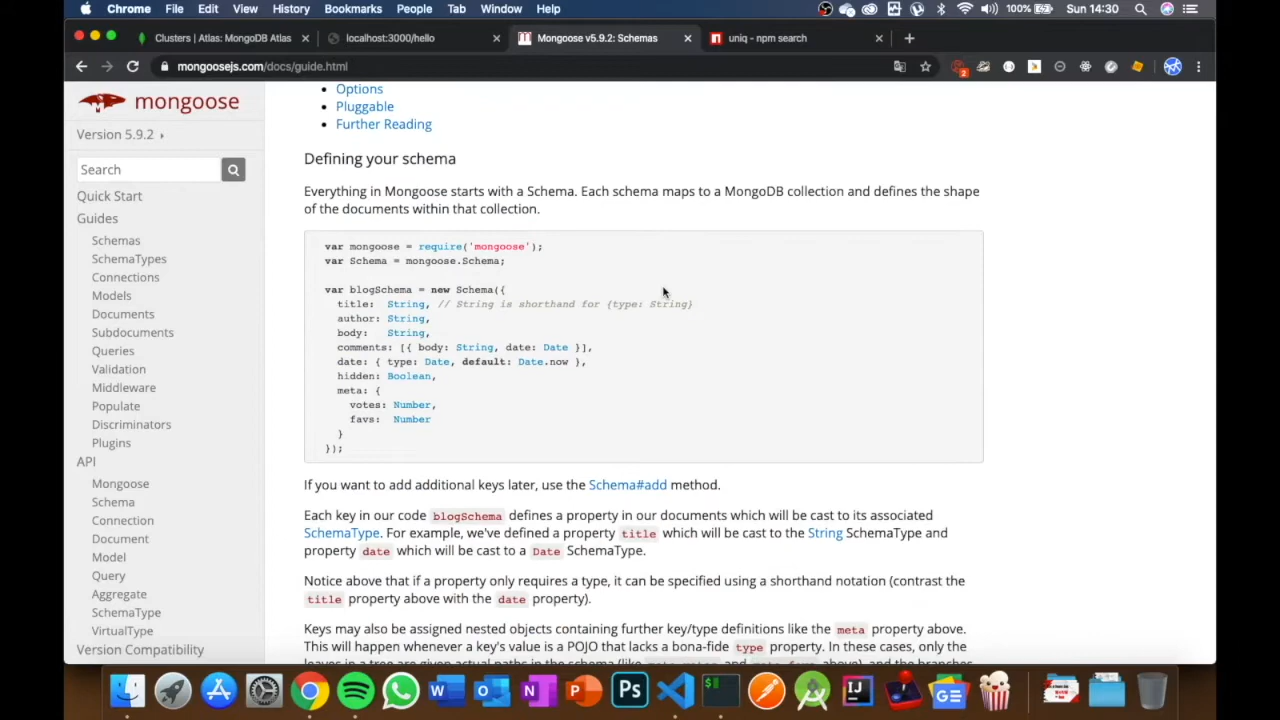 Chrome File Edit View History Bookmarks People Tab Window Help 100% Sun 14:30
Clusters | Atlas: MongoDB Atlas localhost:3000/hello Mongoose v5.9.2: Schemas uniq - npm search
mongoosejs.com/docs/guide.html
mongoose
Version 5.9.2
Search
Quick Start
Guides
Schemas
SchemaTypes
Connections
Models
Documents
Subdocuments
Queries
Validation
Middleware
Populate
Discriminators
Plugins
API
Mongoose
Schema
Connection
Document
Model
Query
Aggregate
SchemaType
VirtualType
Version Compatibility
• Options
• Pluggable
• Further Reading
Defining your schema
Everything in Mongoose starts with a Schema. Each schema maps to a MongoDB collection and defines the shape
of the documents within that collection.
var mongoose = require('mongoose');
var Schema = mongoose.Schema;
var blogSchema = new Schema({
title: String, // String is shorthand for {type: String}
author: String,
body: String,
comments: [{ body: String, date: Date }],
date: { type: Date, default: Date.now },
hidden: Boolean,
meta: {
votes: Number,
favs: Number
}
});
If you want to add additional keys later, use the Schema#add method.
Each key in our code blogSchema defines a property in our documents which will be cast to its associated
SchemaType. For example, we've defined a property title which will be cast to the String SchemaType and
property date which will be cast to a Date SchemaType.
Notice above that if a property only requires a type, it can be specified using a shorthand notation (contrast the
title property above with the date property).
Keys may also be assigned nested objects containing further key/type definitions like the meta property above.
This will happen whenever a key's value is a POJO that lacks a bona-fide type property. In these cases, only the